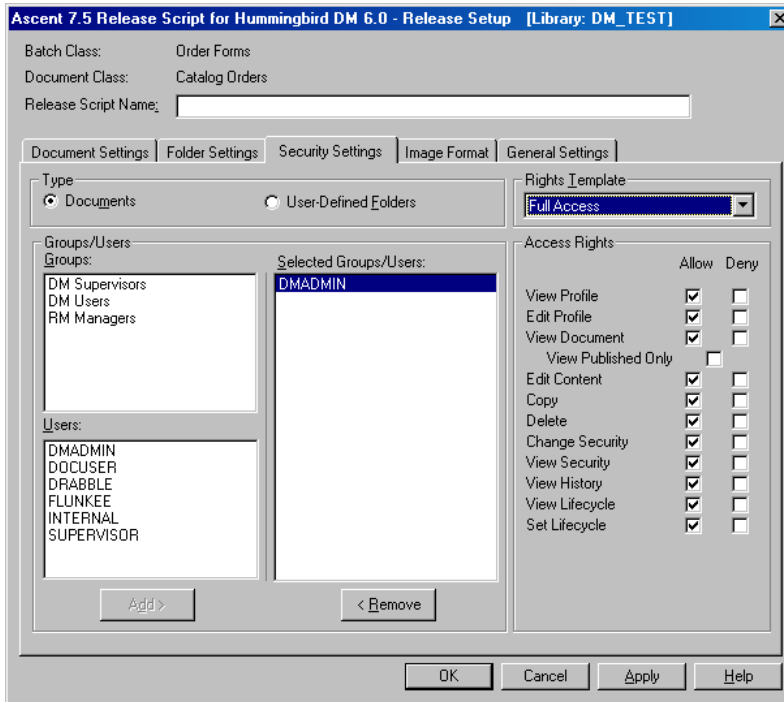 Ascent 7.5 Release Script for Hummingbird DM 6.0 - Release Setup [Library: DM_TEST]
Batch Class: Order Forms
Document Class: Catalog Orders
Release Script Name:
Document Settings Folder Settings Security Settings Image Format General Settings
Type
Documents User-Defined Folders
Rights Template
Full Access
Groups/Users
Groups:
DM Supervisors
DM Users
RM Managers
Users:
DMADMIN
DOCUSER
DRABBLE
FLUNKEE
INTERNAL
SUPERVISOR
Add >
Selected Groups/Users:
DMADMIN
< Remove
Access Rights
Allow Deny
View Profile
Edit Profile
View Document
View Published Only
Edit Content
Copy
Delete
Change Security
View Security
View History
View Lifecycle
Set Lifecycle
OK Cancel Apply Help